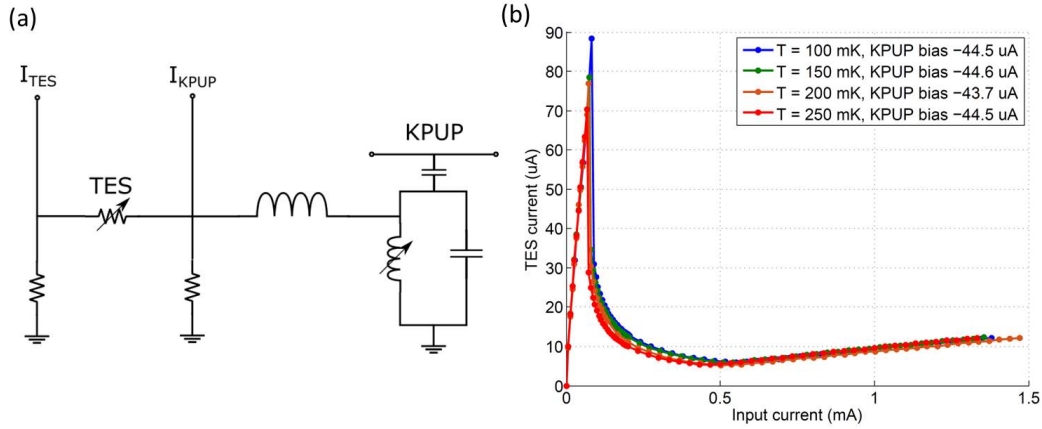 (a)
I_TES
I_KPUP
TES
KPUP
(b)
TES current (uA)
90
80
70
60
50
40
30
20
10
0
T = 100 mK, KPUP bias −44.5 uA
T = 150 mK, KPUP bias −44.6 uA
T = 200 mK, KPUP bias −43.7 uA
T = 250 mK, KPUP bias −44.5 uA
0
0.5
1
1.5
Input current (mA)